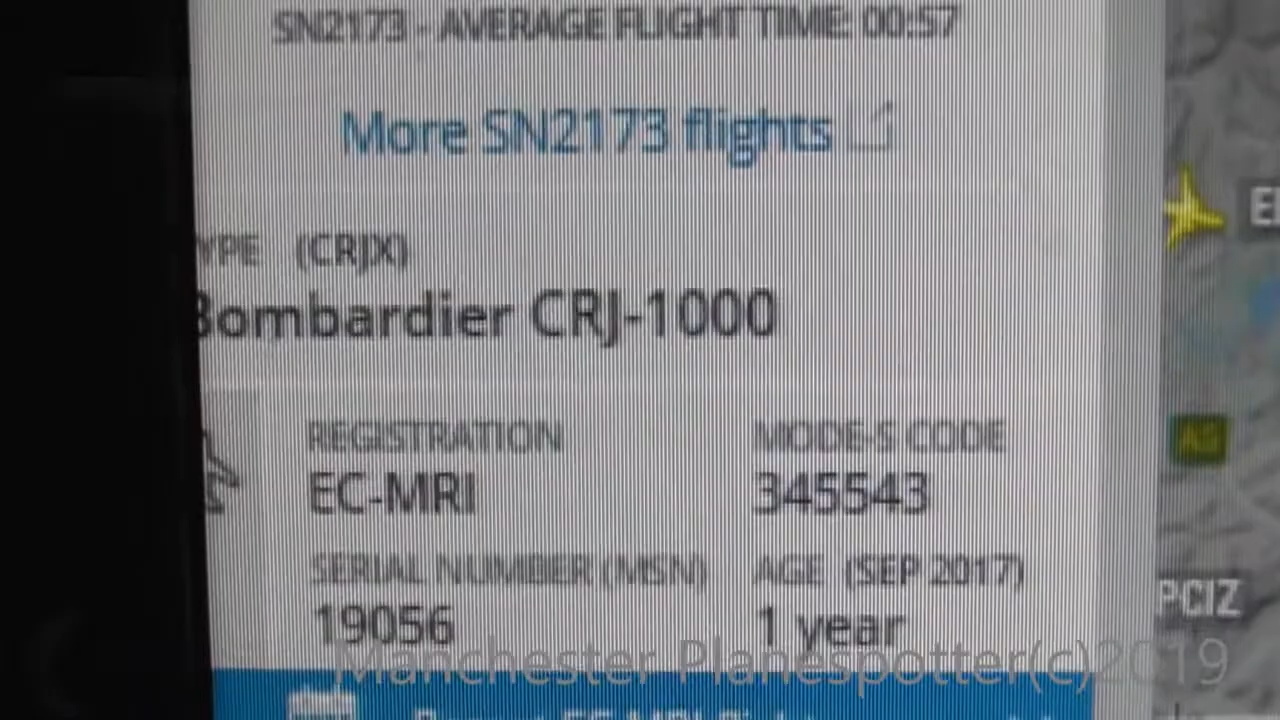 SN2173 - AVERAGE FLIGHT TIME: 00:57
More SN2173 flights
YPE (CRJX)
Bombardier CRJ-1000
REGISTRATION MODE-S CODE
EC-MRI 345543
SERIAL NUMBER (MSN) AGE (SEP 2017)
19056 1 year
PCIZ
Manchester Planespotter(c)2019